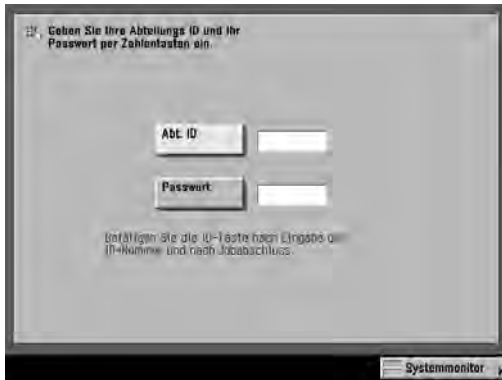 Geben Sie Ihre Abteilungs ID und Ihr
Passwort per Zahlentasten ein.
Abt. ID
Passwort
Betätigen Sie die ID-Taste nach Eingabe der
ID-Nummer und nach Jobabschluss.
Systemmonitor